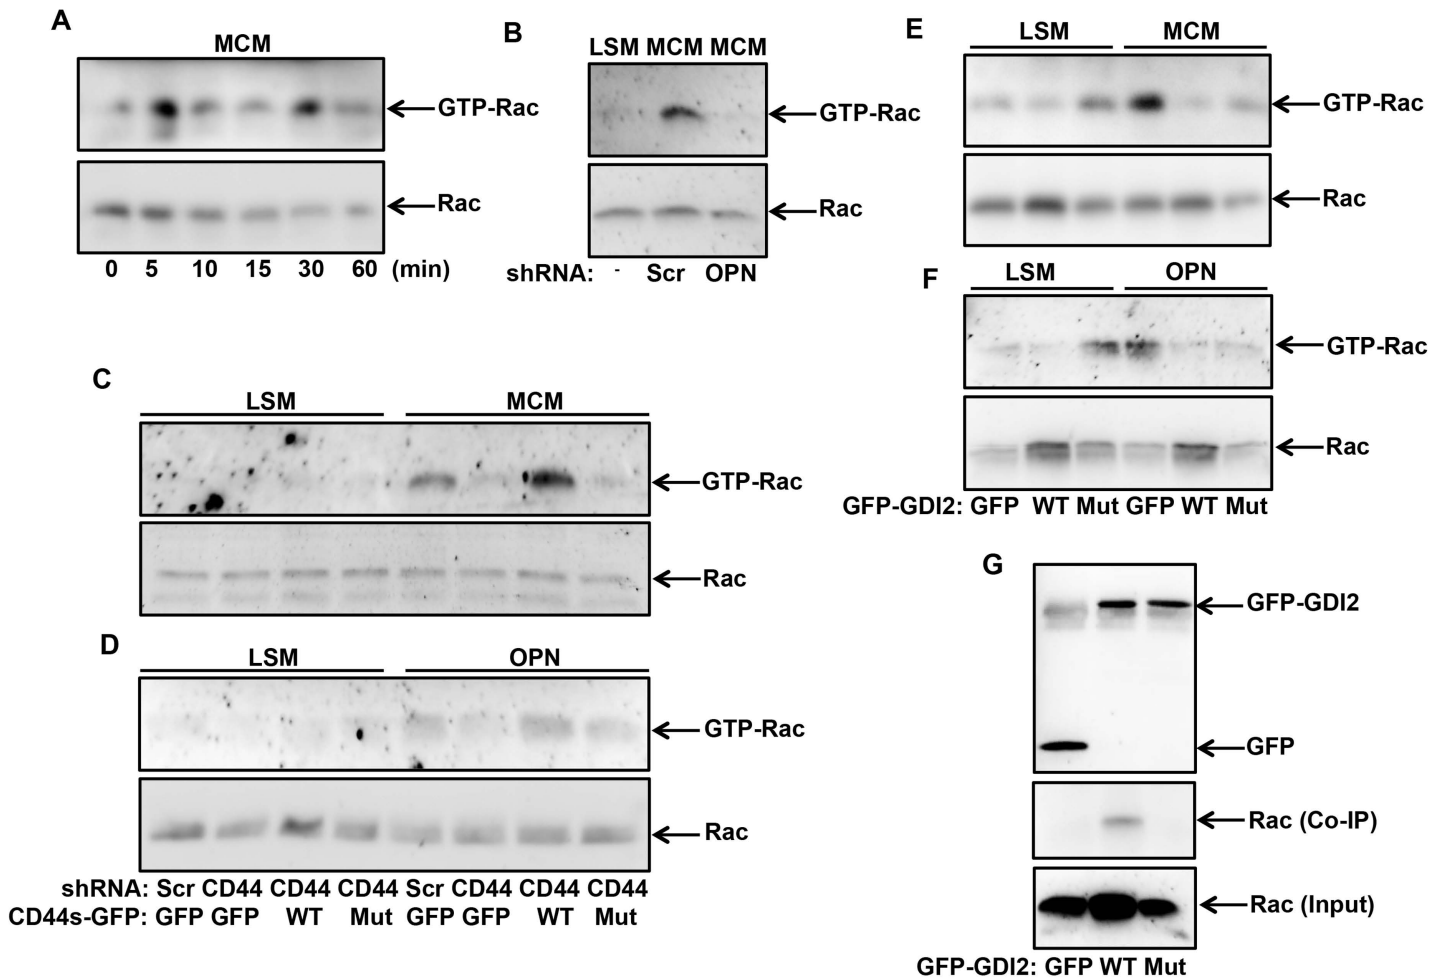 A
MCM
GTP-Rac
Rac
0 5 10 15 30 60 (min)
B
LSM MCM MCM
GTP-Rac
Rac
shRNA: - Scr OPN
C
LSM MCM
GTP-Rac
Rac
D
LSM OPN
GTP-Rac
Rac
shRNA: Scr CD44 CD44 CD44 Scr CD44 CD44 CD44
CD44s-GFP: GFP GFP WT Mut GFP GFP WT Mut
E
LSM MCM
GTP-Rac
Rac
F
LSM OPN
GTP-Rac
Rac
GFP-GDI2: GFP WT Mut GFP WT Mut
G
GFP-GDI2
GFP
Rac (Co-IP)
Rac (Input)
GFP-GDI2: GFP WT Mut